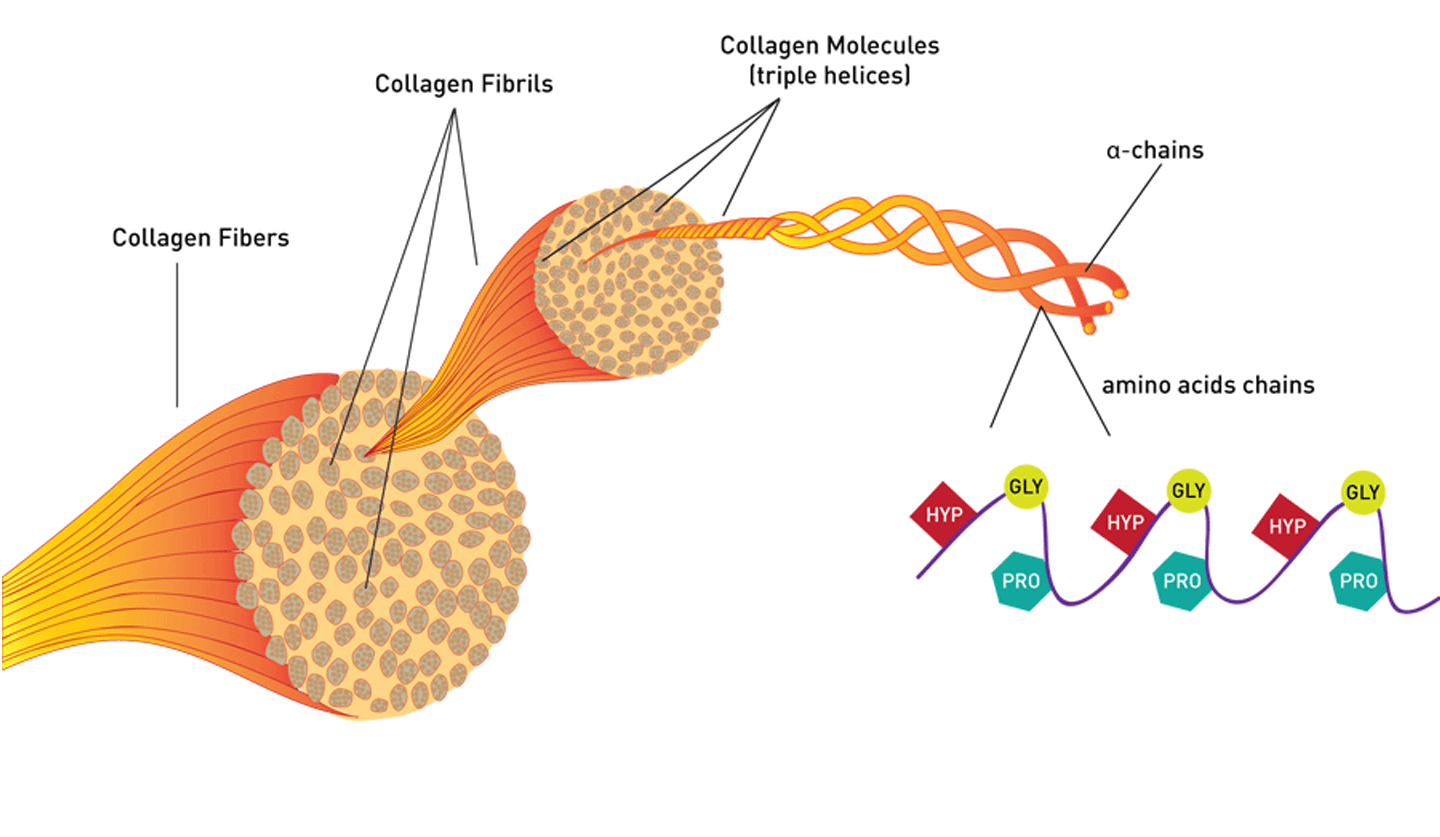 Collagen Molecules
(triple helices)
Collagen Fibrils
α-chains
Collagen Fibers
amino acids chains
HYP
GLY
PRO
HYP
GLY
PRO
HYP
GLY
PRO